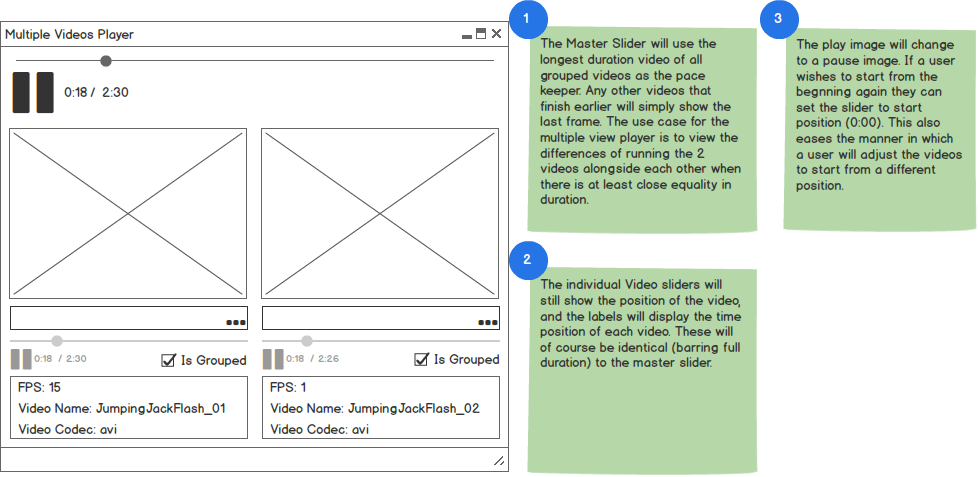 Multiple Videos Player
0:18 / 2:30
0:18 / 2:30
Is Grouped
FPS: 15
Video Name: JumpingJackFlash_01
Video Codec: avi
0:18 / 2:26
Is Grouped
FPS: 1
Video Name: JumpingJackFlash_02
Video Codec: avi
1
The Master Slider will use the
longest duration video of all
grouped videos as the pace
keeper. Any other videos that
finish earlier will simply show the
last frame. The use case for the
multiple view player is to view the
differences of running the 2
videos alongside each other when
there is at least close equality in
duration.
2
The individual Video sliders will
still show the position of the video,
and the labels will display the time
position of each video. These will
of course be identical (barring full
duration) to the master slider.
3
The play image will change
to a pause image. If a user
wishes to start from the
begnning again they can
set the slider to start
position (0:00). This also
eases the manner in which
a user will adjust the videos
to start from a different
position.